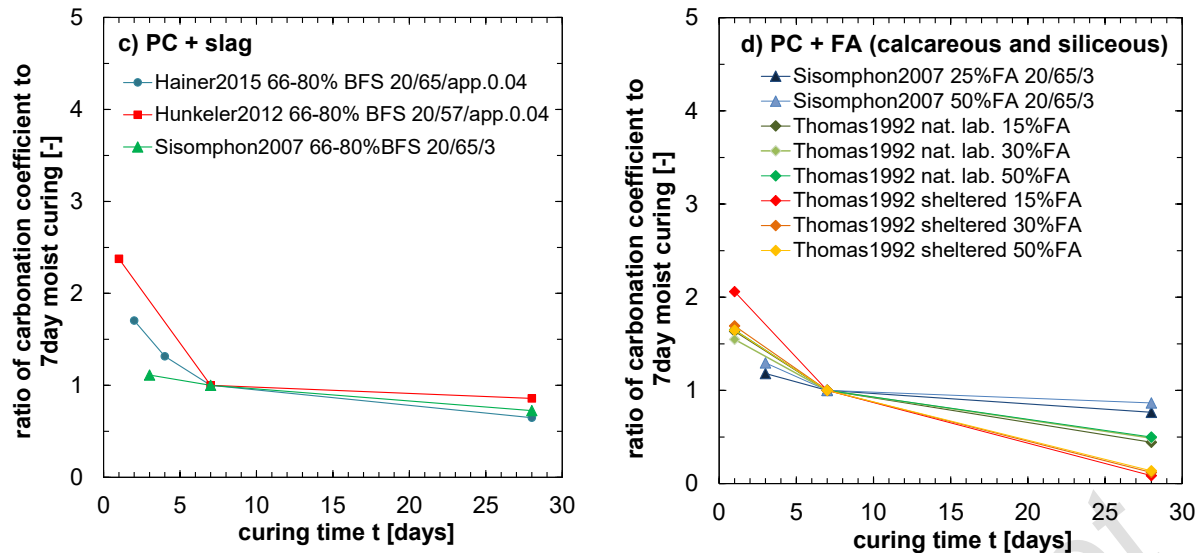 c) PC + slag
Hainer2015 66-80% BFS 20/65/app.0.04
Hunkeler2012 66-80% BFS 20/57/app.0.04
Sisomphon2007 66-80%BFS 20/65/3
ratio of carbonation coefficient to
7day moist curing [-]
5
4
3
2
1
0
0 5 10 15 20 25 30
curing time t [days]
d) PC + FA (calcareous and siliceous)
Sisomphon2007 25%FA 20/65/3
Sisomphon2007 50%FA 20/65/3
Thomas1992 nat. lab. 15%FA
Thomas1992 nat. lab. 30%FA
Thomas1992 nat. lab. 50%FA
Thomas1992 sheltered 15%FA
Thomas1992 sheltered 30%FA
Thomas1992 sheltered 50%FA
ratio of carbonation coefficient to
7day moist curing [-]
5
4
3
2
1
0
0 5 10 15 20 25 30
curing time t [days]